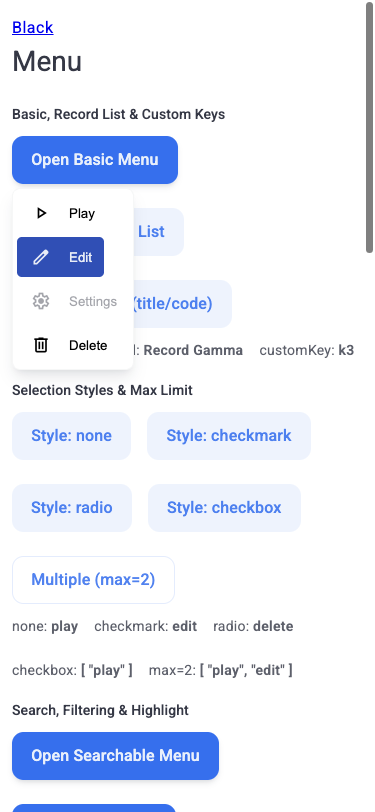 Black
Menu
Basic, Record List & Custom Keys
Open Basic Menu
Play
List
Edit
Settings
(title/code)
Delete
: Record Gamma customKey: k3
Selection Styles & Max Limit
Style: none Style: checkmark
Style: radio Style: checkbox
Multiple (max=2)
none: play checkmark: edit radio: delete
checkbox: [ "play" ] max=2: [ "play", "edit" ]
Search, Filtering & Highlight
Open Searchable Menu